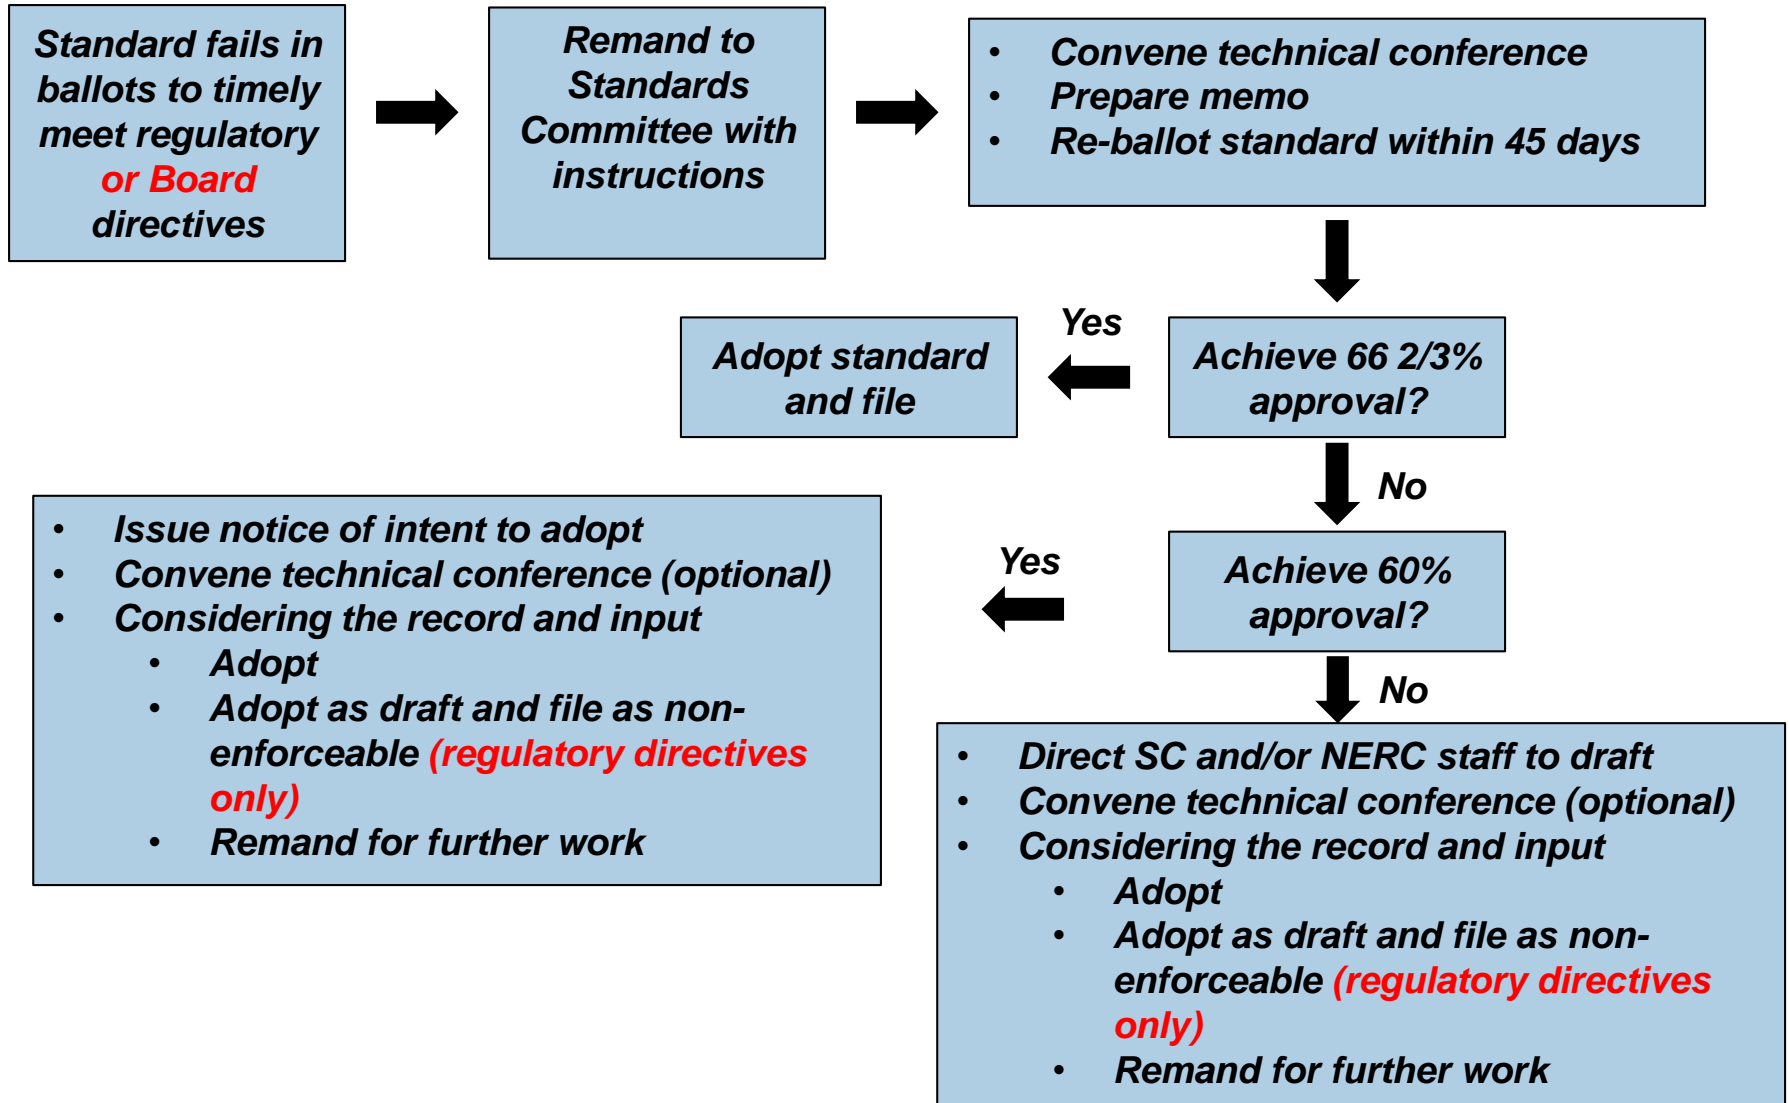 Standard fails in
ballots to timely
meet regulatory
or Board
directives
Remand to
Standards
Committee with
instructions
• Convene technical conference
• Prepare memo
• Re-ballot standard within 45 days
Achieve 66 2/3%
approval?
Yes
Adopt standard
and file
No
Achieve 60%
approval?
Yes
• Issue notice of intent to adopt
• Convene technical conference (optional)
• Considering the record and input
• Adopt
• Adopt as draft and file as non-
enforceable (regulatory directives
only)
• Remand for further work
No
• Direct SC and/or NERC staff to draft
• Convene technical conference (optional)
• Considering the record and input
• Adopt
• Adopt as draft and file as non-
enforceable (regulatory directives
only)
• Remand for further work